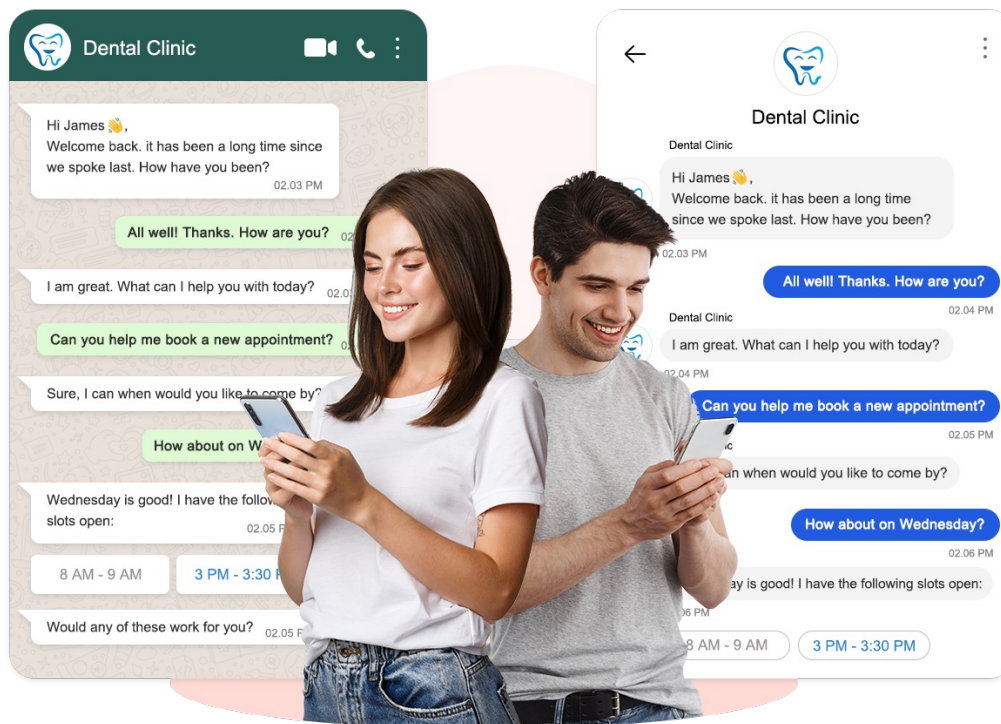 Dental Clinic
Hi James👋,
Welcome back. it has been a long time since
we spoke last. How have you been?
02.03 PM
All well! Thanks. How are you?
I am great. What can I help you with today?
Can you help me book a new appointment?
Sure, I can when would you like to come by?
How about on
Wednesday is good! I have the
slots open:
02.05
8 AM - 9 AM
3 PM - 3:30
Would any of these work for you?
02.05
Dental Clinic
Dental Clinic
Hi James👋,
Welcome back. it has been a long time
since we spoke last. How have you been?
02.03 PM
All well! Thanks. How are you?
02.04 PM
Dental Clinic
I am great. What can I help you with today?
02.04 PM
Can you help me book a new appointment?
02.05 PM
when would you like to come by?
How about on Wednesday?
02.06 PM
is good! I have the following slots open:
PM
8 AM - 9 AM
3 PM - 3:30 PM